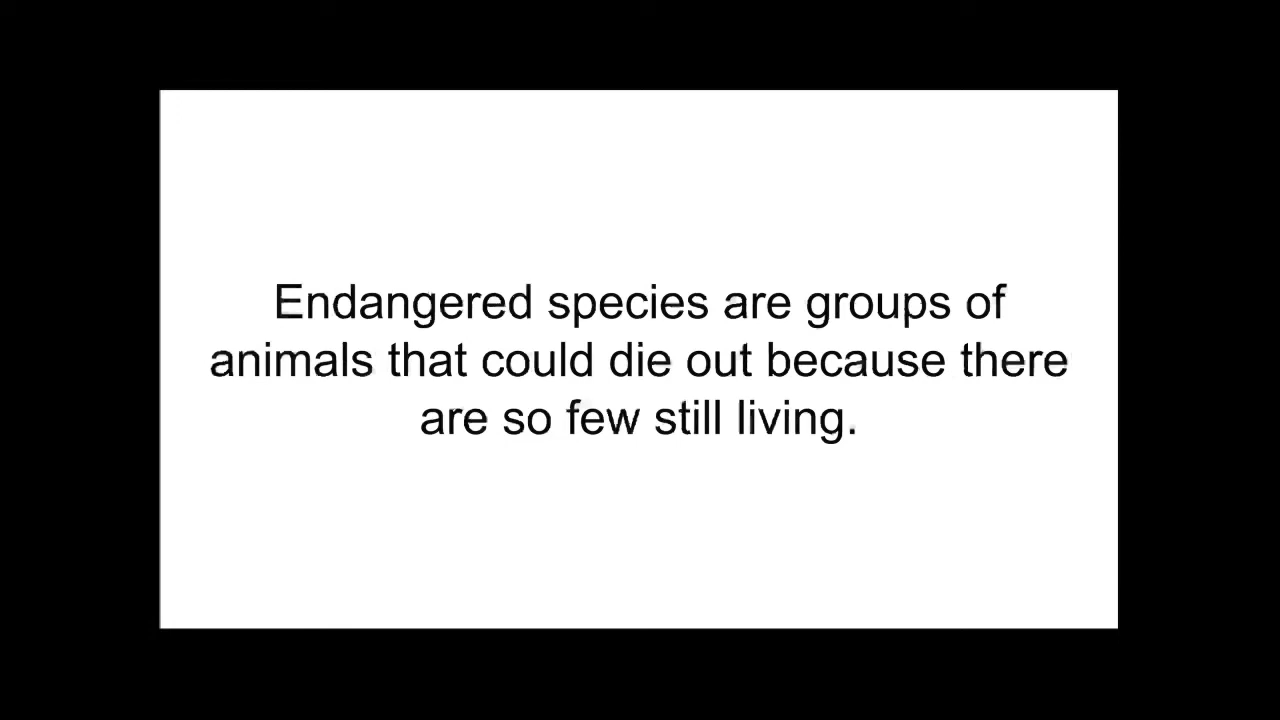 Endangered species are groups of
animals that could die out because there
are so few still living.